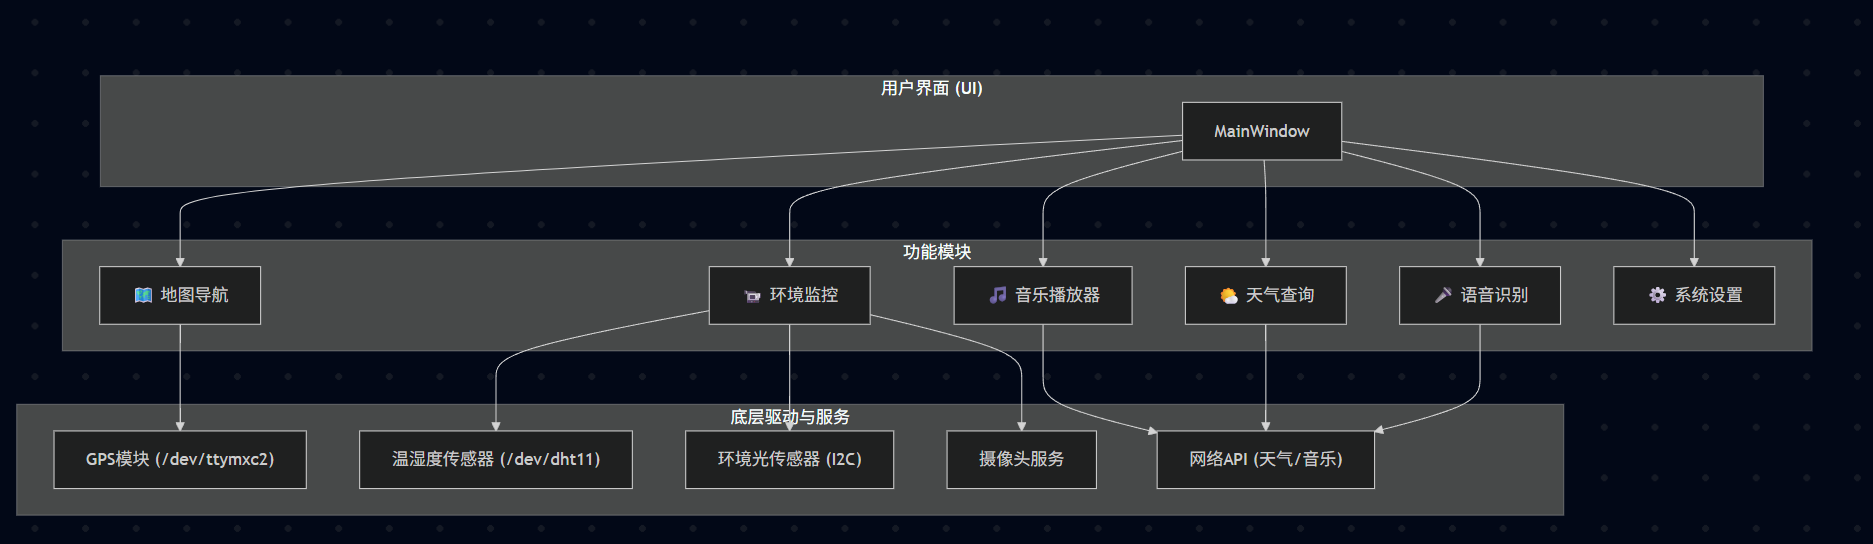 用户界面 (UI)
MainWindow
功能模块
🗺️ 地图导航
📹 环境监控
🎵 音乐播放器
🌤️ 天气查询
🎤 语音识别
⚙️ 系统设置
底层驱动与服务
GPS模块 (/dev/ttymxc2)
温湿度传感器 (/dev/dht11)
环境光传感器 (I2C)
摄像头服务
网络API (天气/音乐)